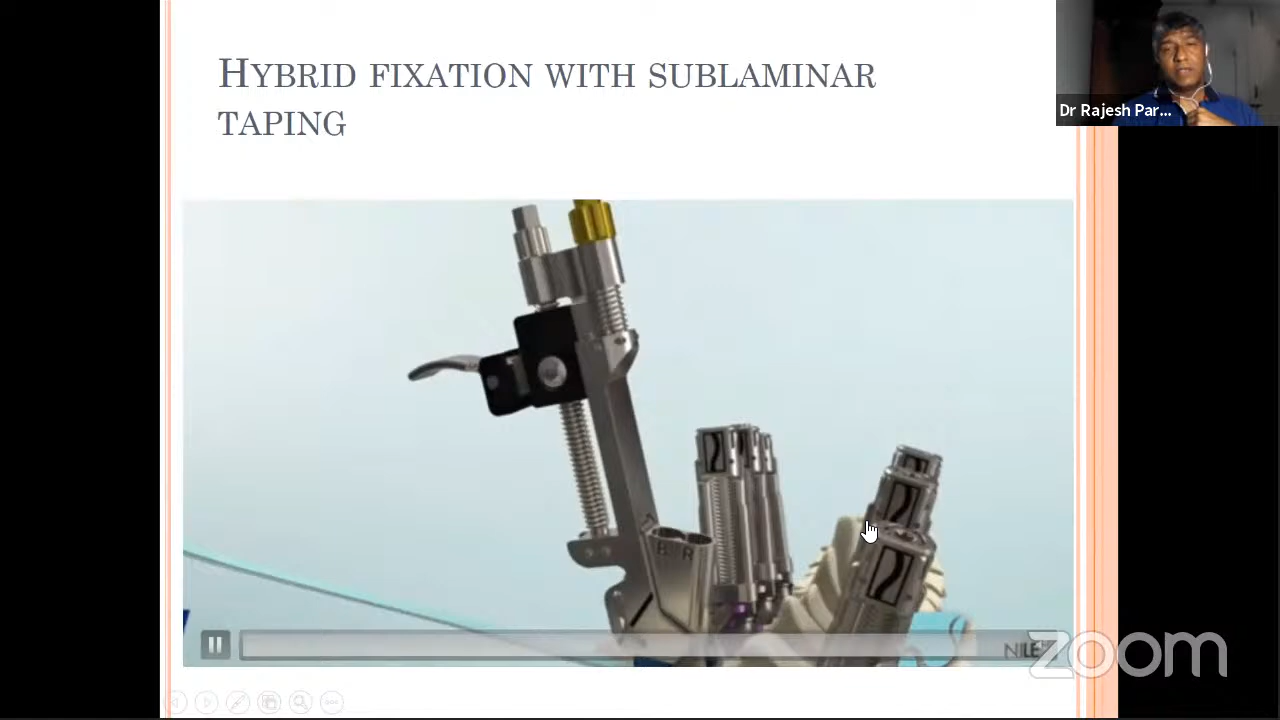 HYBRID FIXATION WITH SUBLAMINAR
TAPING
Dr Rajesh Par...
B R
NILE
zoom